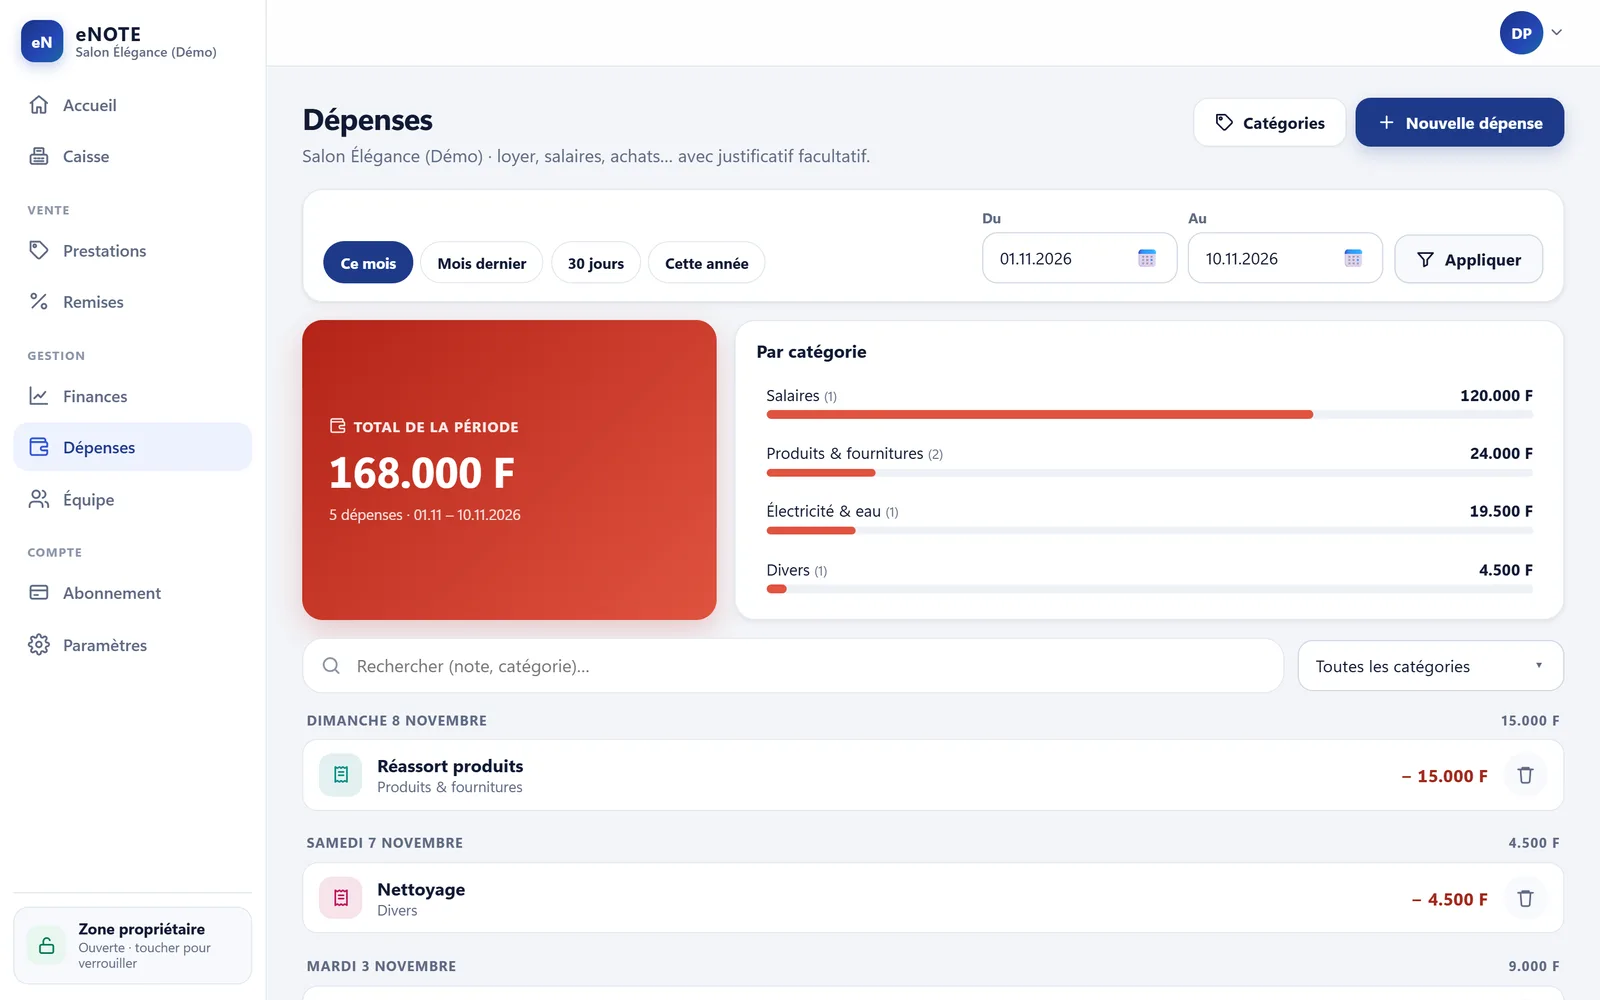 eN
eNOTE
Salon Élégance (Démo)
Accueil
Caisse
VENTE
Prestations
Remises
GESTION
Finances
Dépenses
Équipe
COMPTE
Abonnement
Paramètres
Zone propriétaire
Ouverte · toucher pour
verrouiller
DP
Dépenses
Salon Élégance (Démo) · loyer, salaires, achats... avec justificatif facultatif.
Catégories
Nouvelle dépense
Ce mois
Mois dernier
30 jours
Cette année
Du
01.11.2026
Au
10.11.2026
Appliquer
TOTAL DE LA PÉRIODE
168.000 F
5 dépenses · 01.11 – 10.11.2026
Par catégorie
Salaires (1) 120.000 F
Produits & fournitures (2) 24.000 F
Électricité & eau (1) 19.500 F
Divers (1) 4.500 F
Rechercher (note, catégorie)...
Toutes les catégories
DIMANCHE 8 NOVEMBRE 15.000 F
Réassort produits
Produits & fournitures
– 15.000 F
SAMEDI 7 NOVEMBRE 4.500 F
Nettoyage
Divers
– 4.500 F
MARDI 3 NOVEMBRE 9.000 F